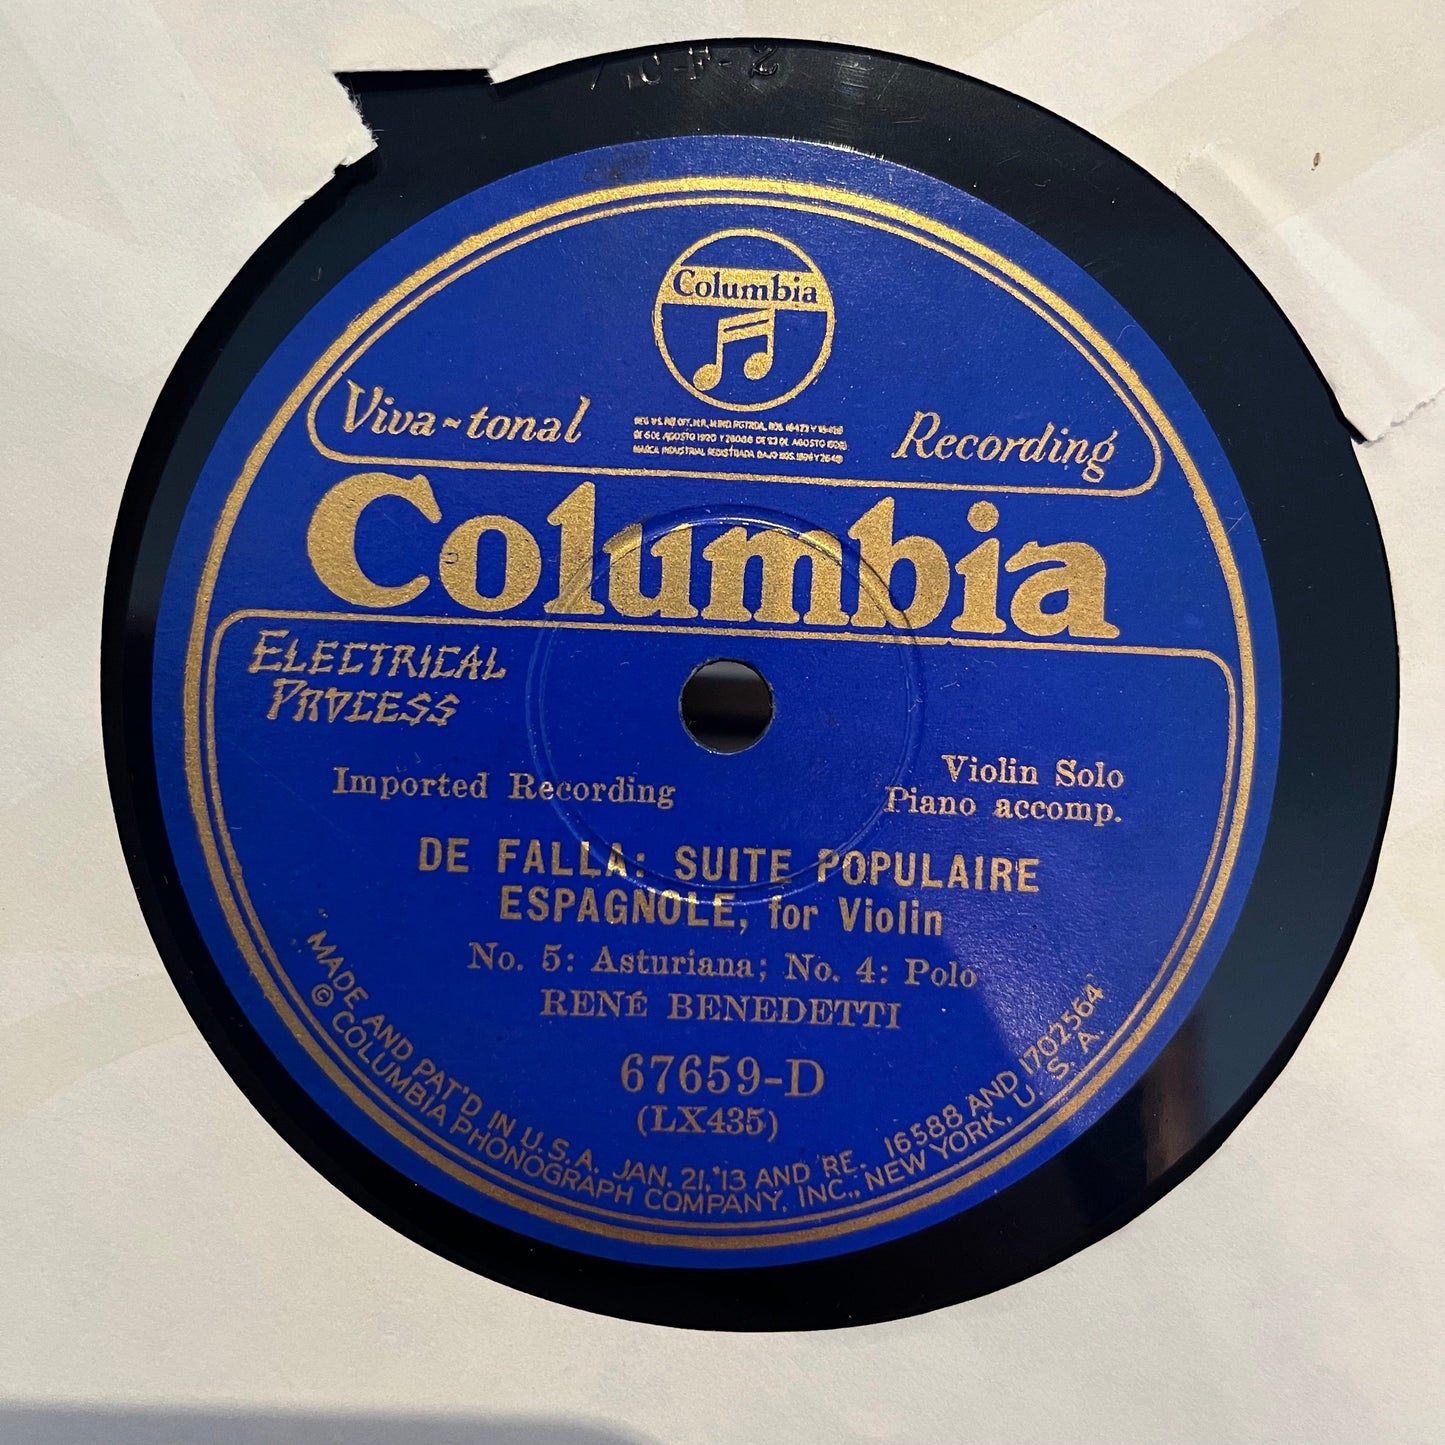 C-F-2
Columbia
Viva-tonal Recording
Columbia
ELECTRICAL
PROCESS
Imported Recording
Violin Solo
Piano accomp.
DE FALLA: SUITE POPULAIRE
ESPAGNOLE, for Violin
No. 5: Asturiana; No. 4: Polo
RENÉ BENEDETTI
67659-D
(LX435)
MADE AND PAT'D IN U.S.A. JAN. 21,'13 AND RE. 16588 AND 1702564
© COLUMBIA PHONOGRAPH COMPANY, INC., NEW YORK, U. S. A.